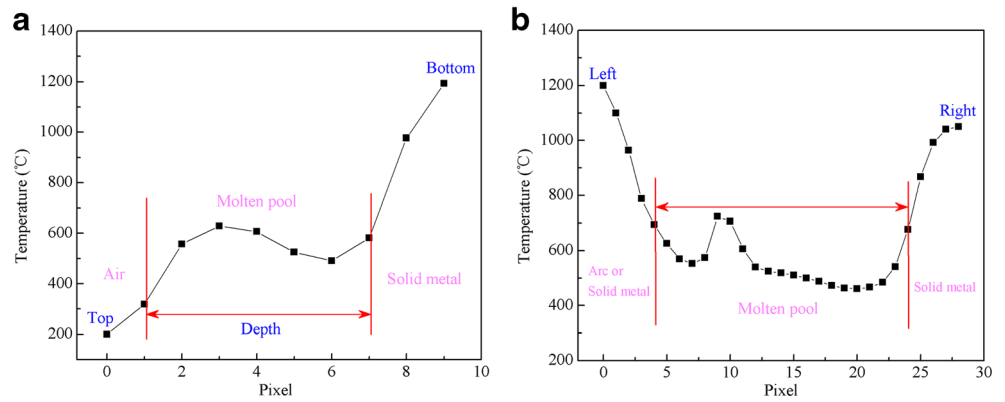 a
1400
1200
1000
800
600
400
200
Temperature (℃)
Bottom
Molten pool
Air
Solid metal
Top
Depth
0 2 4 6 8 10
Pixel
b
1400
1200
1000
800
600
400
200
Temperature (℃)
Left
Right
Arc or
Solid metal
Molten pool
Solid metal
0 5 10 15 20 25 30
Pixel